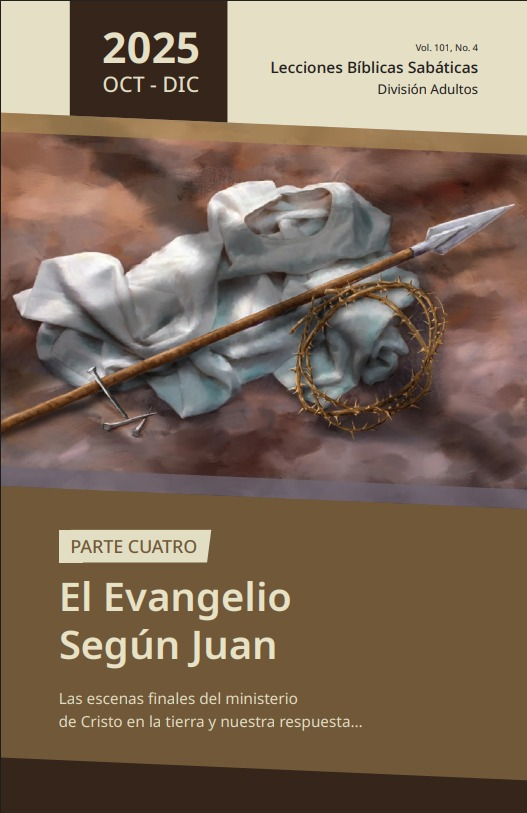 2025
OCT - DIC
Vol. 101, No. 4
Lecciones Bíblicas Sabáticas
División Adultos
PARTE CUATRO
El Evangelio
Según Juan
Las escenas finales del ministerio
de Cristo en la tierra y nuestra respuesta...